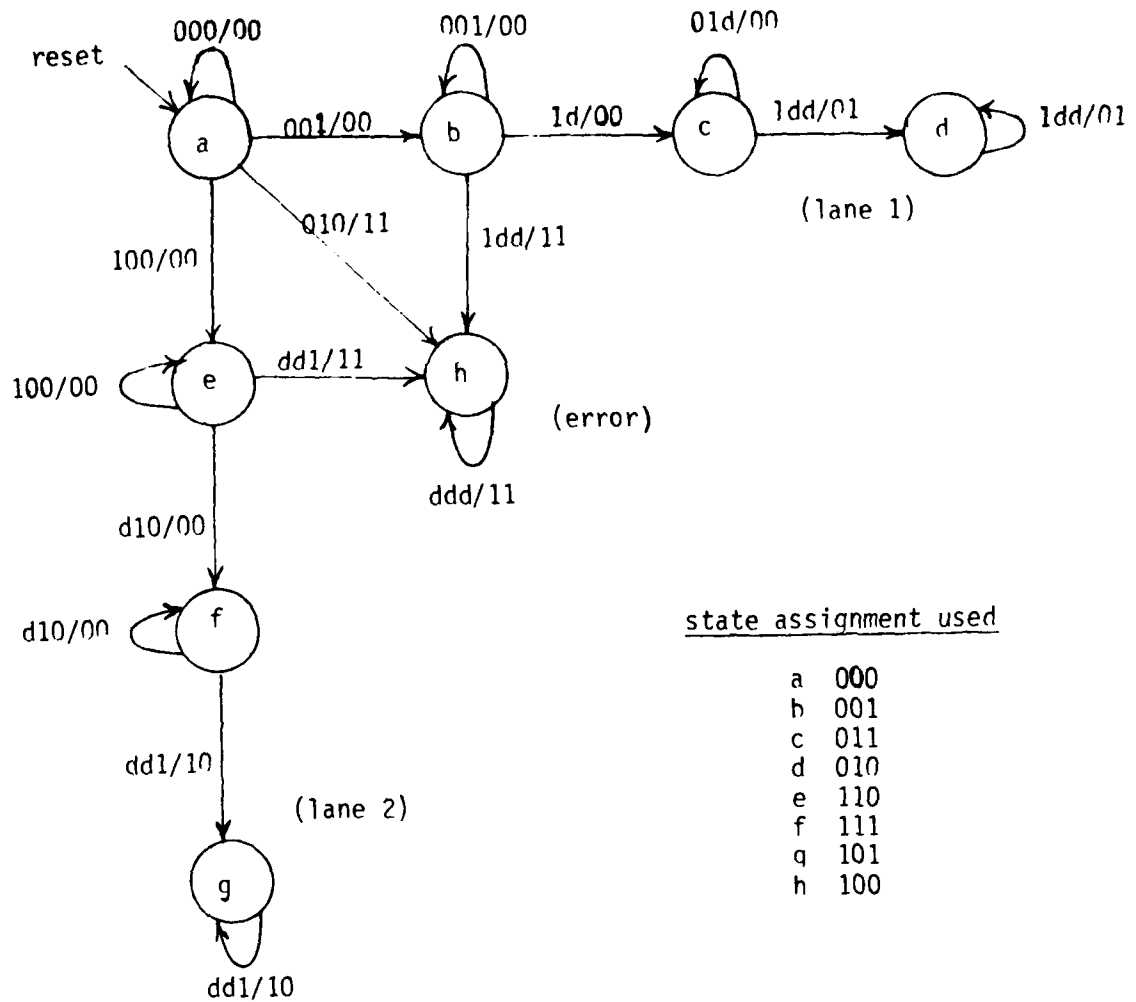 000/00
001/00
01d/00
reset
a
001/00
b
1d/00
c
1dd/01
d
1dd/01
(lane 1)
010/11
1dd/11
100/00
100/00
e
dd1/11
h
(error)
ddd/11
d10/00
d10/00
f
state assignment used
a 000
h 001
c 011
d 010
e 110
f 111
q 101
h 100
dd1/10
(lane 2)
g
dd1/10